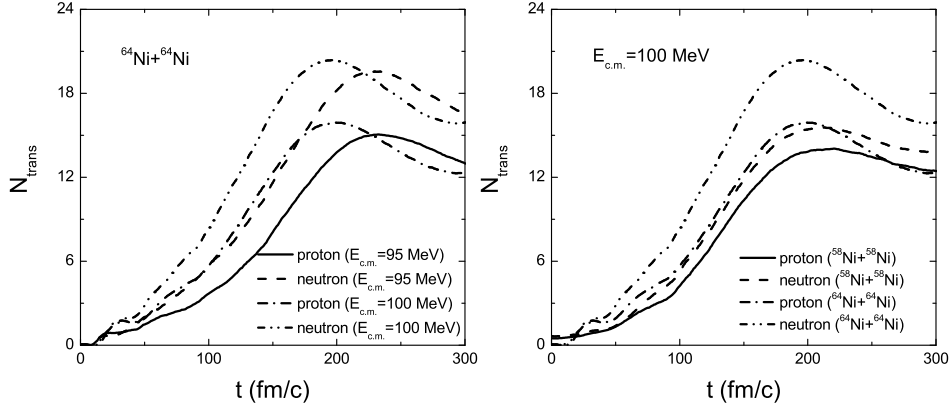 24
18
12
6
0
N_trans
⁶⁴Ni+⁶⁴Ni
proton (E_c.m.=95 MeV)
neutron (E_c.m.=95 MeV)
proton (E_c.m.=100 MeV)
neutron (E_c.m.=100 MeV)
0 100 200 300
t (fm/c)
24
18
12
6
0
N_trans
E_c.m.=100 MeV
proton (⁵⁸Ni+⁵⁸Ni)
neutron (⁵⁸Ni+⁵⁸Ni)
proton (⁶⁴Ni+⁶⁴Ni)
neutron (⁶⁴Ni+⁶⁴Ni)
0 100 200 300
t (fm/c)